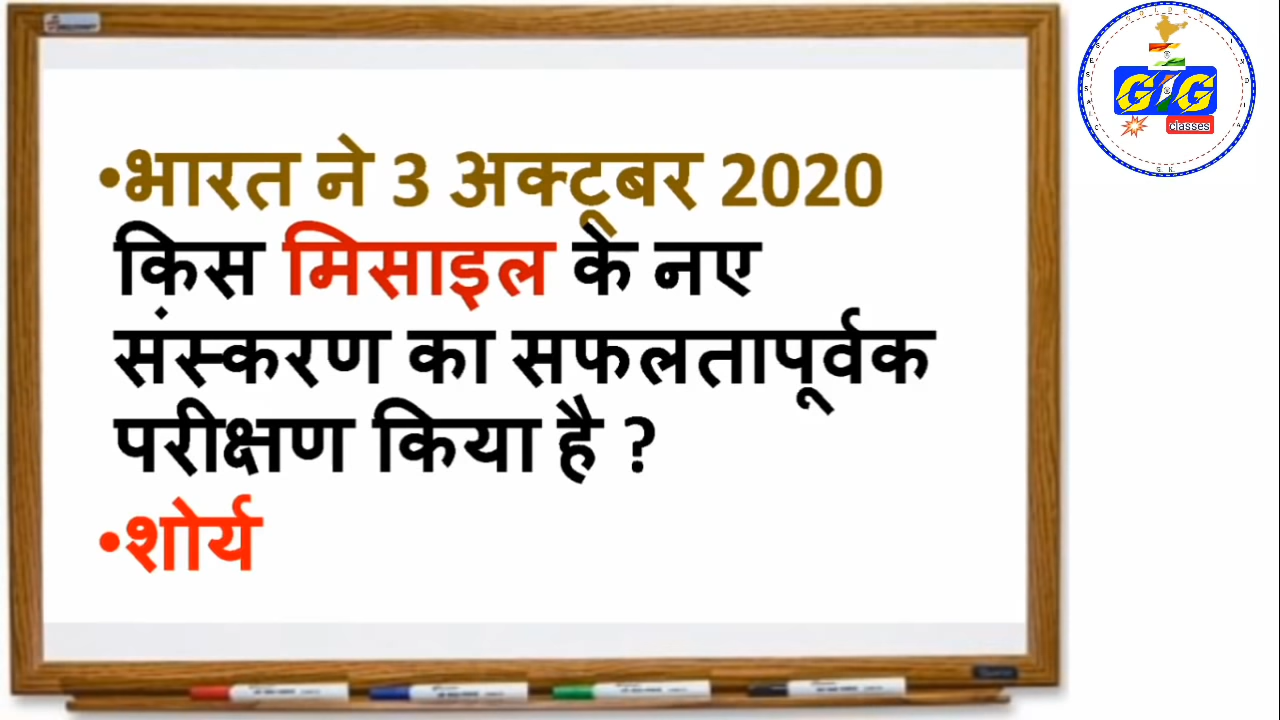 •भारत ने 3 अक्टूबर 2020
किस मिसाइल के नए
संस्करण का सफलतापूर्वक
परीक्षण किया है ?
•शोर्य
GIG
classes